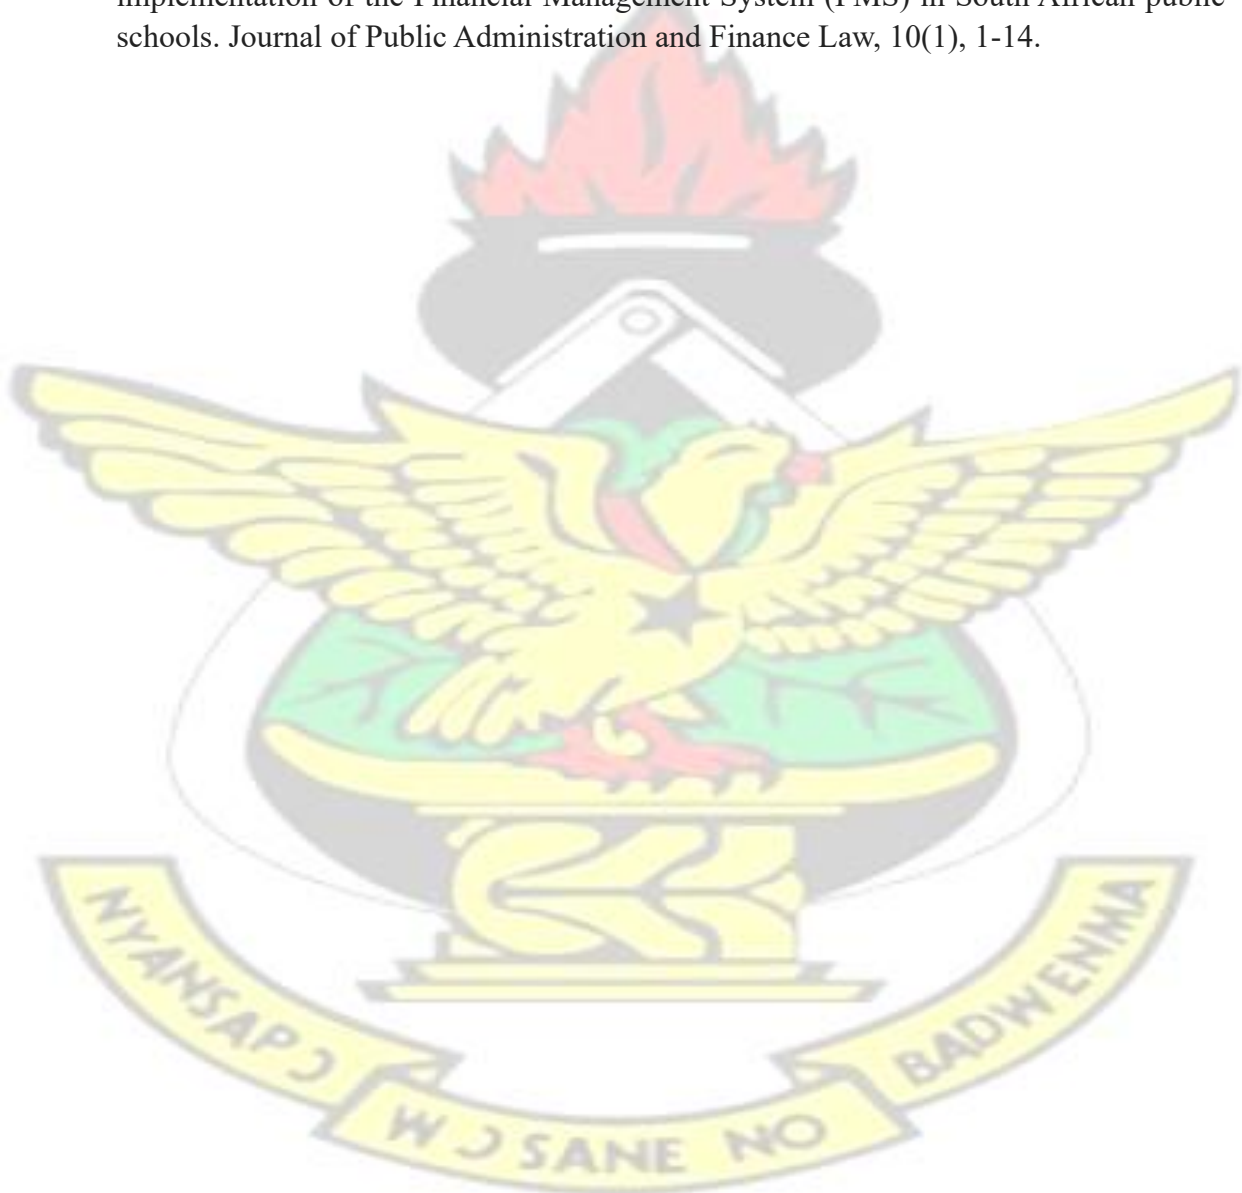 implementation of the Financial Management System (FMS) in South African public
schools. Journal of Public Administration and Finance Law, 10(1), 1-14.
NYANSAPƆ
WƆSANE NO
BADWENMA